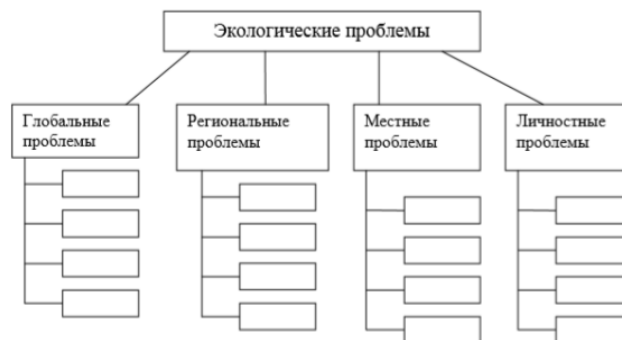 Экологические проблемы
Глобальные
проблемы
Региональные
проблемы
Местные
проблемы
Личностные
проблемы